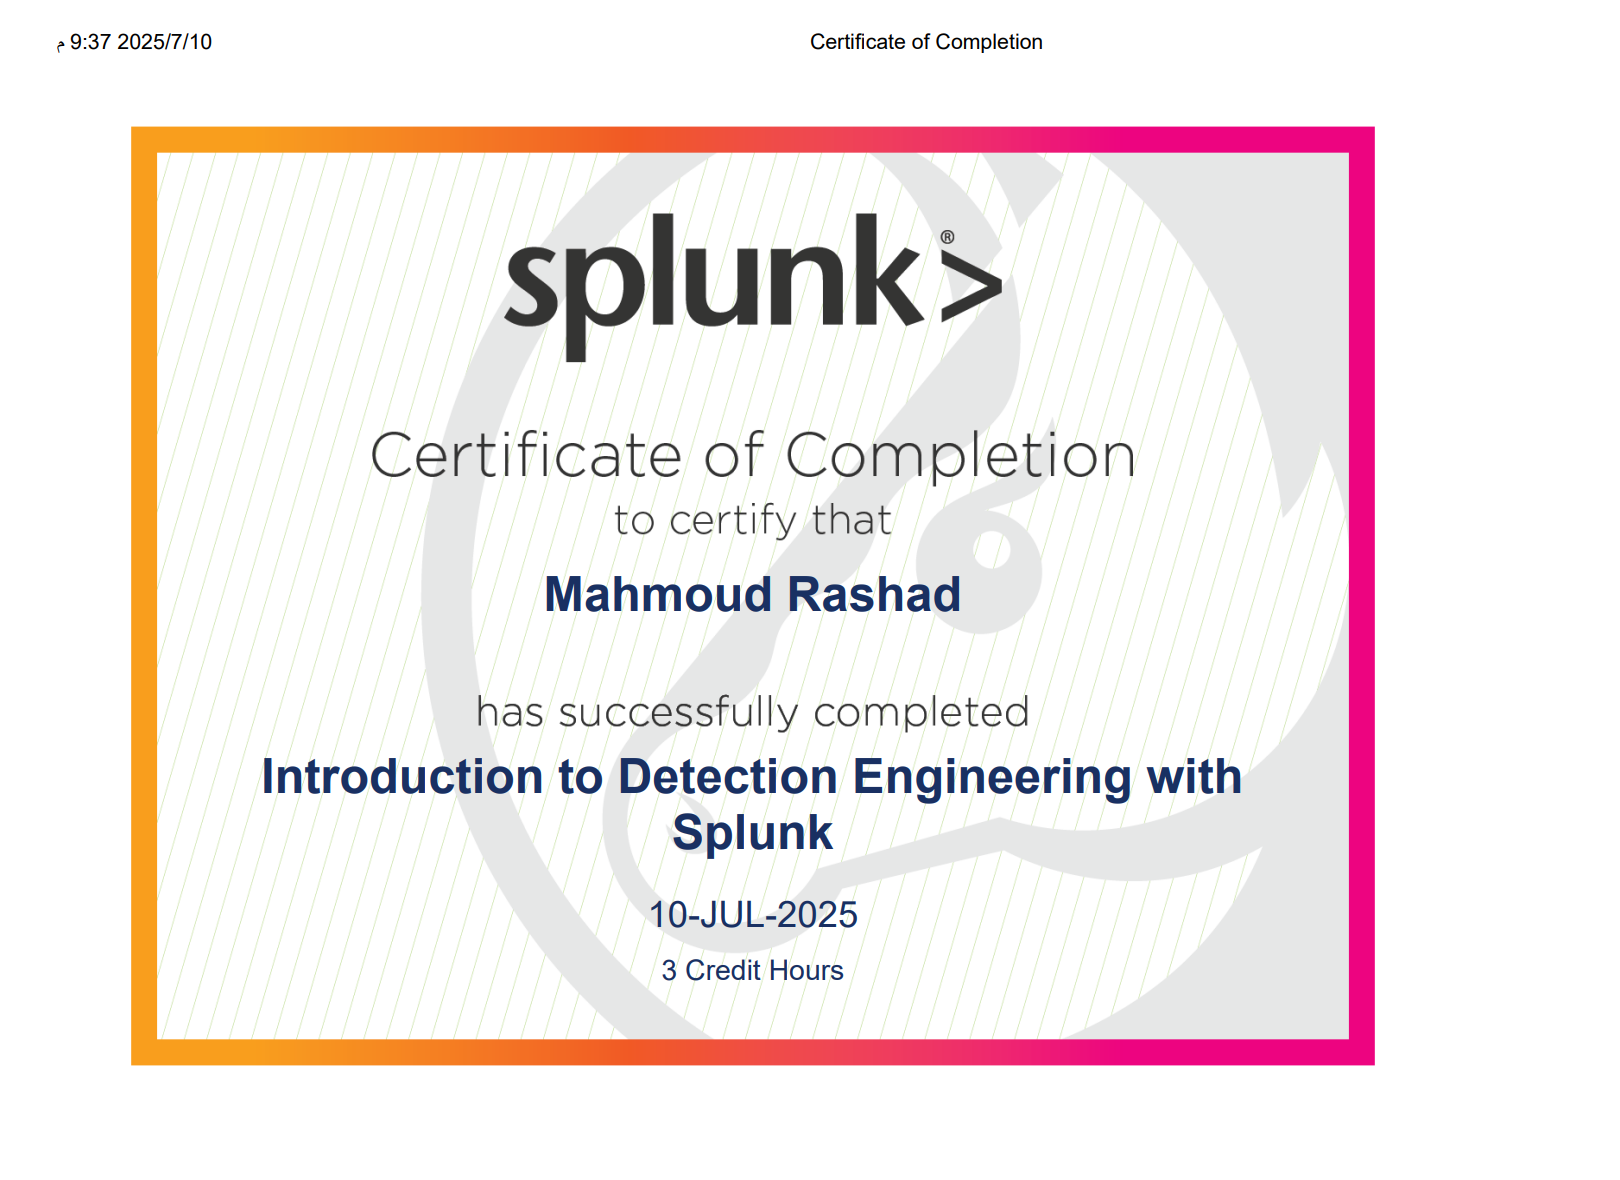 9:37 2025/7/10 م
Certificate of Completion
splunk>®
Certificate of Completion
to certify that
Mahmoud Rashad
has successfully completed
Introduction to Detection Engineering with
Splunk
10-JUL-2025
3 Credit Hours